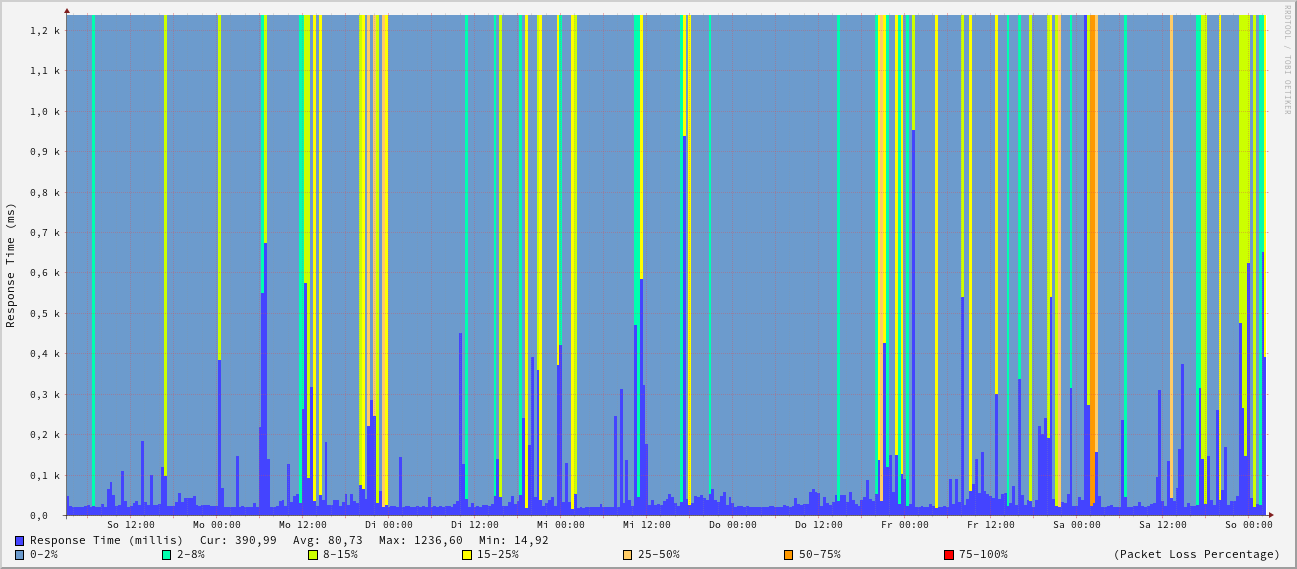 RRDTOOL / TOBI OETIKER
Response Time (ms)
1,2 k
1,1 k
1,0 k
0,9 k
0,8 k
0,7 k
0,6 k
0,5 k
0,4 k
0,3 k
0,2 k
0,1 k
0,0
So 12:00 Mo 00:00 Mo 12:00 Di 00:00 Di 12:00 Mi 00:00 Mi 12:00 Do 00:00 Do 12:00 Fr 00:00 Fr 12:00 Sa 00:00 Sa 12:00 So 00:00
Response Time (millis) Cur: 390,99 Avg: 80,73 Max: 1236,60 Min: 14,92
0-2% 2-8% 8-15% 15-25% 25-50% 50-75% 75-100% (Packet Loss Percentage)